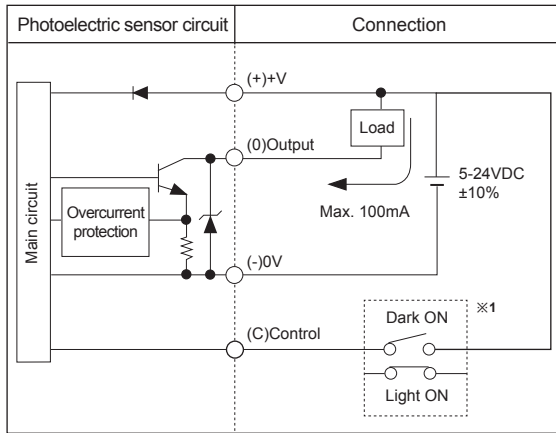 Photoelectric sensor circuit
Connection
Main circuit
Overcurrent
protection
(+)+V
(0)Output
(-)0V
(C)Control
Load
Max. 100mA
5-24VDC
±10%
※1
Dark ON
Light ON